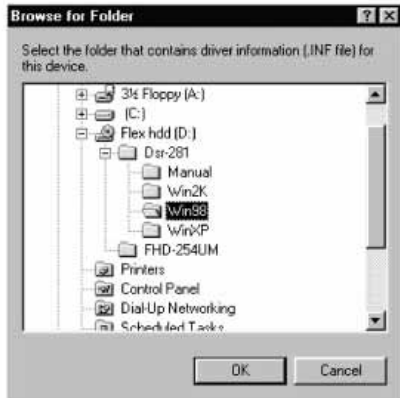 Browse for Folder
Select the folder that contains driver information (.INF file) for
this device.
3½ Floppy (A:)
(C:)
Flex hdd (D:)
Dsr-281
Manual
Win2K
Win98
WinXP
FHD-254UM
Printers
Control Panel
Dial-Up Networking
Scheduled Tasks
OK
Cancel